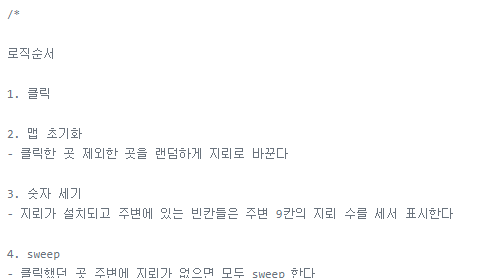 /*
로직순서
1. 클릭
2. 맵 초기화
- 클릭한 곳 제외한 곳을 랜덤하게 지뢰로 바꾼다
3. 숫자 세기
- 지뢰가 설치되고 주변에 있는 빈칸들은 주변 9칸의 지뢰 수를 세서 표시한다
4. sweep
- 클릭했던 곳 주변에 지뢰가 없으면 모두 sweep 한다